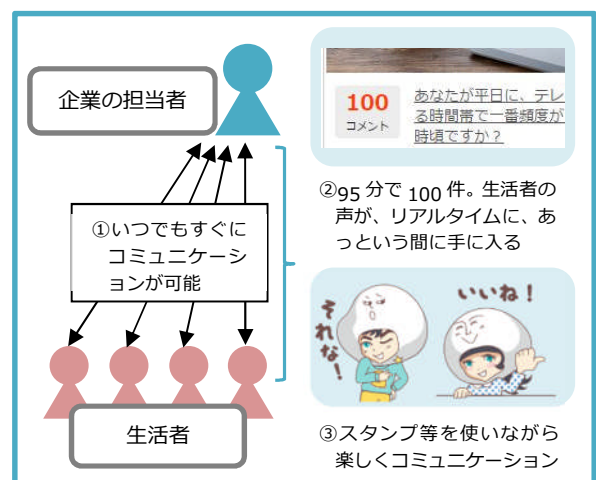 企業の担当者
①いつでもすぐに
コミュニケーシ
ョンが可能
生活者
100
コメント
あなたが平日に、テレ
る時間帯で一番頻度が
時頃ですか？
②95分で100件。生活者の
声が、リアルタイムに、あ
っという間に手に入る
それな！
いいね！
③スタンプ等を使いながら
楽しくコミュニケーション